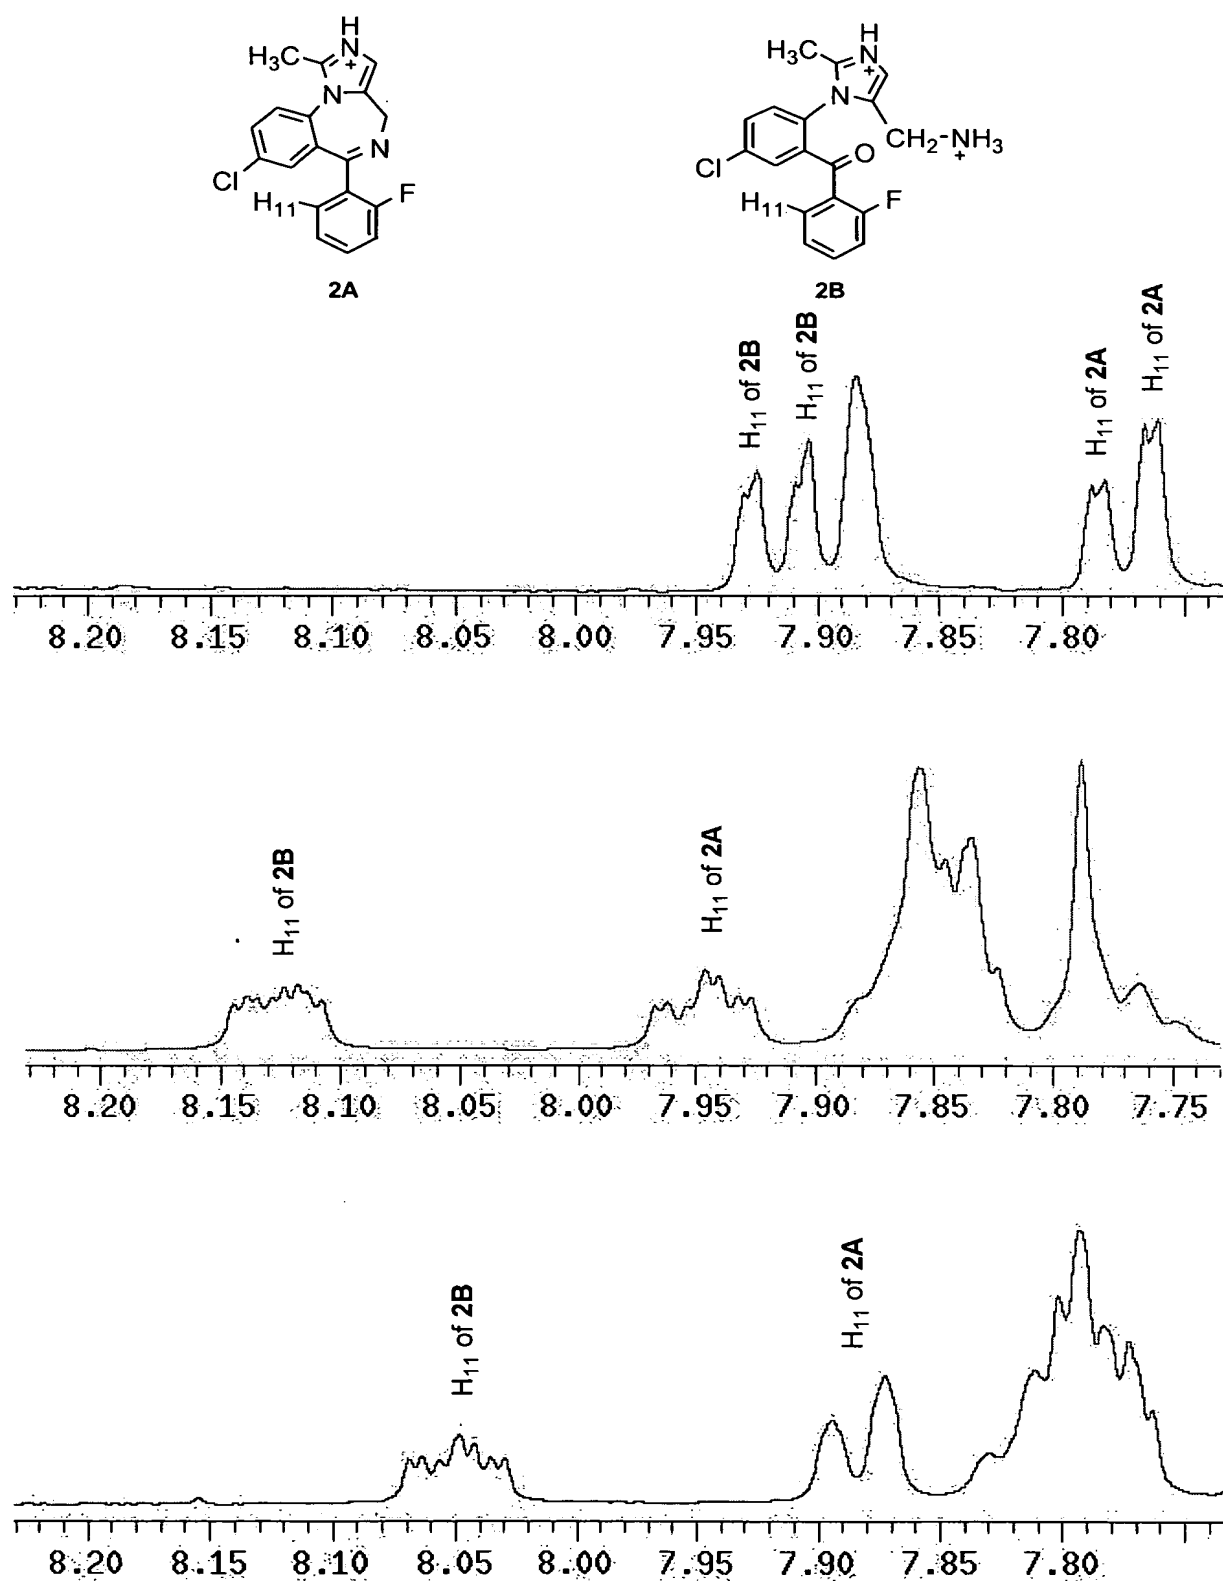 H
H₃C
N
+
N
N
Cl
H₁₁
F
2A
H
H₃C
N
+
N
CH₂-NH₃
+
O
Cl
H₁₁
F
2B
H₁₁ of 2B
H₁₁ of 2B
H₁₁ of 2A
H₁₁ of 2A
8.20 8.15 8.10 8.05 8.00 7.95 7.90 7.85 7.80
H₁₁ of 2B
H₁₁ of 2A
8.20 8.15 8.10 8.05 8.00 7.95 7.90 7.85 7.80 7.75
H₁₁ of 2B
H₁₁ of 2A
8.20 8.15 8.10 8.05 8.00 7.95 7.90 7.85 7.80